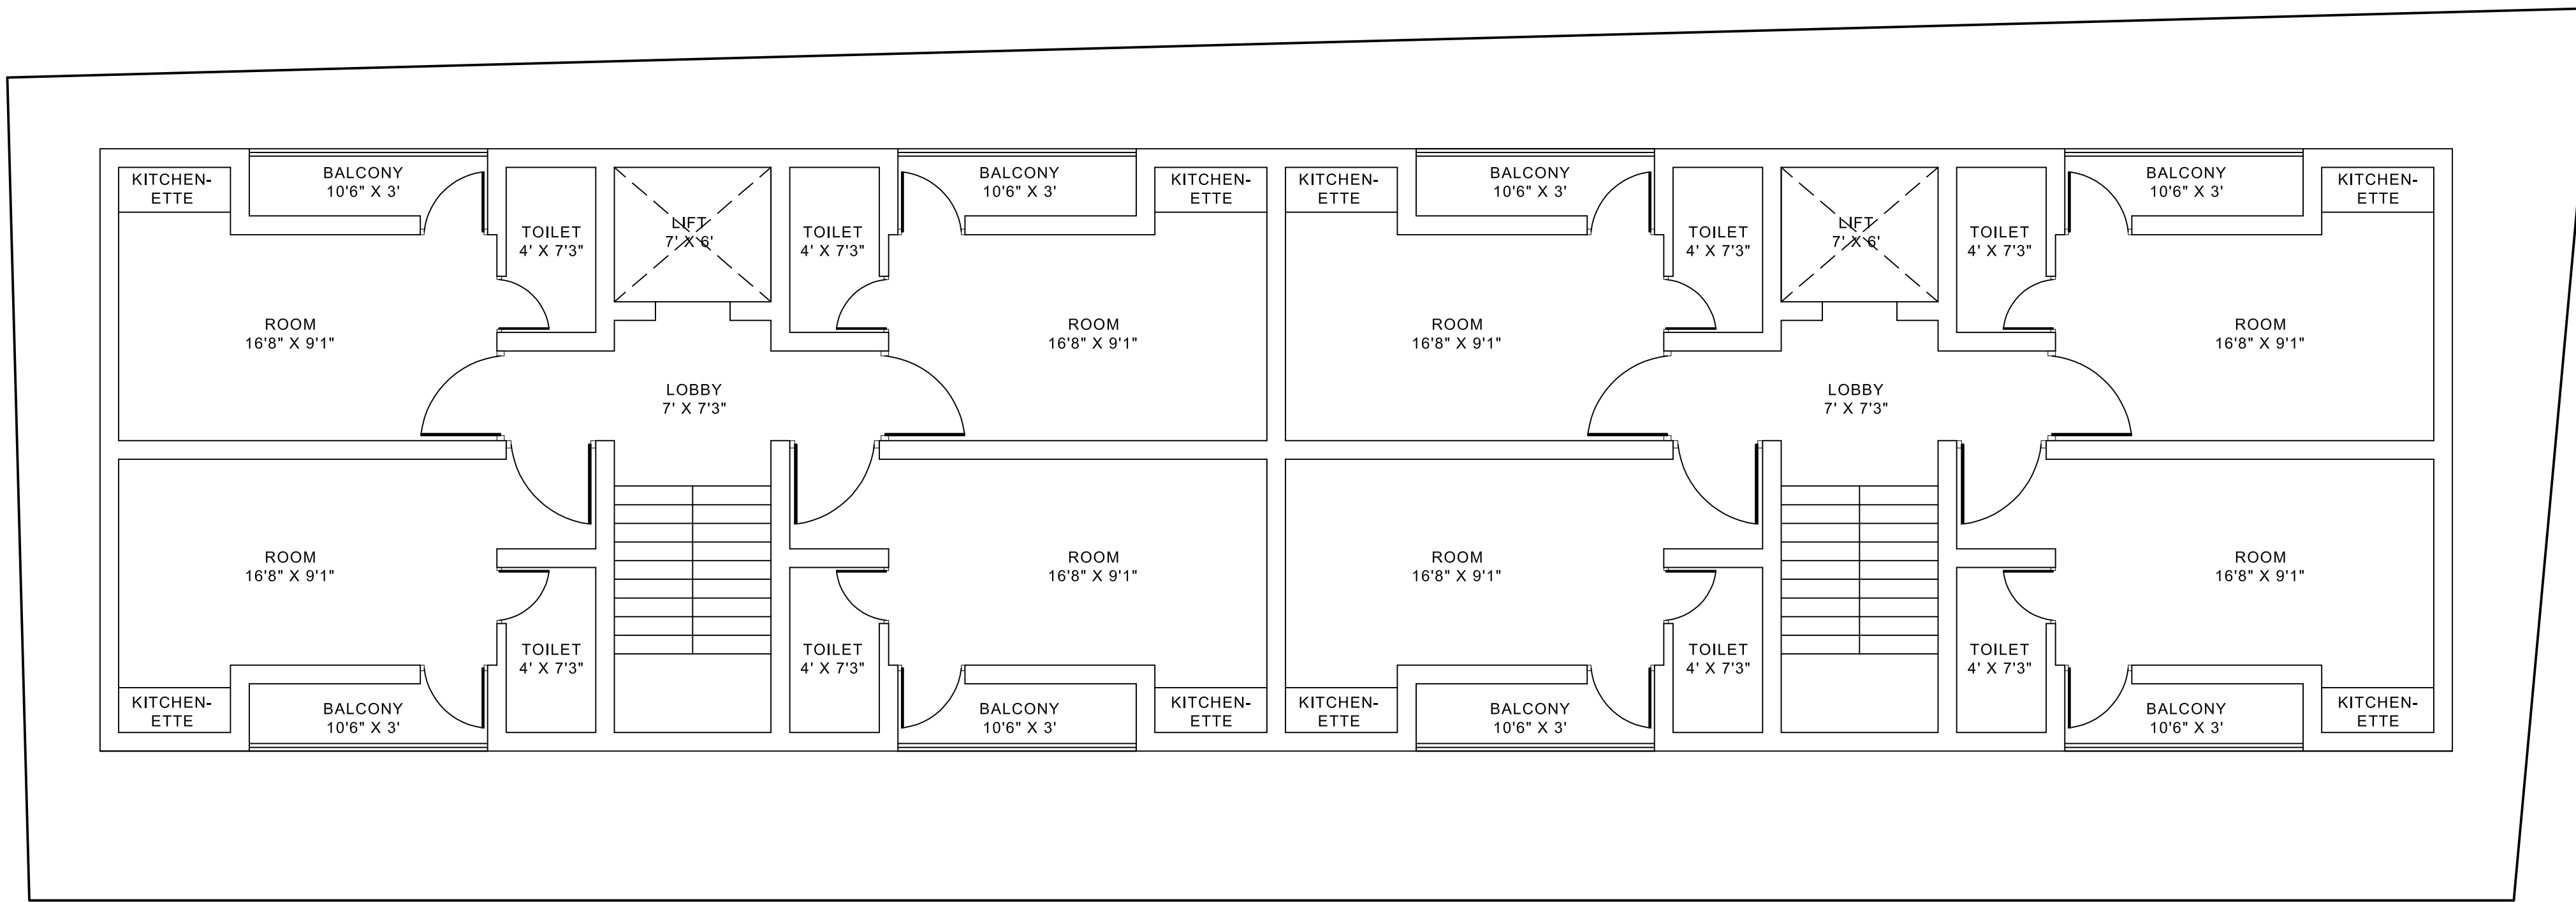 KITCHEN-
ETTE
BALCONY
10'6" X 3'
TOILET
4' X 7'3"
LIFT
7' X 6'
TOILET
4' X 7'3"
BALCONY
10'6" X 3'
KITCHEN-
ETTE
KITCHEN-
ETTE
BALCONY
10'6" X 3'
TOILET
4' X 7'3"
LIFT
7' X 6'
TOILET
4' X 7'3"
BALCONY
10'6" X 3'
KITCHEN-
ETTE
ROOM
16'8" X 9'1"
ROOM
16'8" X 9'1"
ROOM
16'8" X 9'1"
ROOM
16'8" X 9'1"
LOBBY
7' X 7'3"
LOBBY
7' X 7'3"
ROOM
16'8" X 9'1"
ROOM
16'8" X 9'1"
ROOM
16'8" X 9'1"
ROOM
16'8" X 9'1"
TOILET
4' X 7'3"
TOILET
4' X 7'3"
TOILET
4' X 7'3"
TOILET
4' X 7'3"
KITCHEN-
ETTE
BALCONY
10'6" X 3'
BALCONY
10'6" X 3'
KITCHEN-
ETTE
KITCHEN-
ETTE
BALCONY
10'6" X 3'
BALCONY
10'6" X 3'
KITCHEN-
ETTE